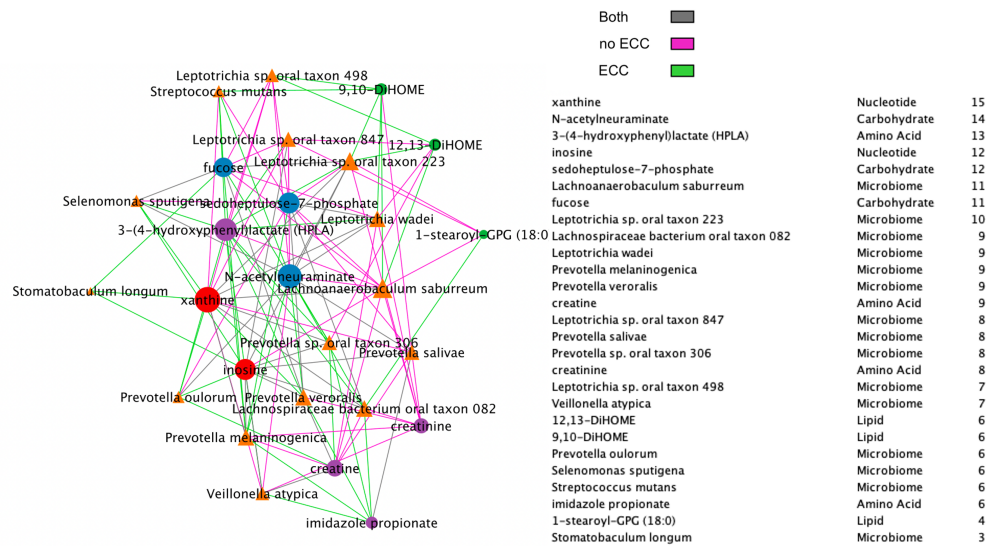 Both
no ECC
ECC
Leptotrichia sp. oral taxon 498
Streptococcus mutans
9,10-DiHOME
Leptotrichia sp. oral taxon 847
12,13-DiHOME
fucose
Leptotrichia sp. oral taxon 223
Selenomonas sputigena
sedoheptulose-7-phosphate
Leptotrichia wadei
3-(4-hydroxyphenyl)lactate (HPLA)
1-stearoyl-GPG (18:0
N-acetylneuraminate
Lachnoanaerobaculum saburreum
Stomatobaculum longum
xanthine
Prevotella sp. oral taxon 306
Prevotella salivae
inosine
Prevotella oulorum
Prevotella veroralis
Lachnospiraceae bacterium oral taxon 082
creatinine
Prevotella melaninogenica
creatine
Veillonella atypica
imidazole propionate
xanthine Nucleotide 15
N-acetylneuraminate Carbohydrate 14
3-(4-hydroxyphenyl)lactate (HPLA) Amino Acid 13
inosine Nucleotide 12
sedoheptulose-7-phosphate Carbohydrate 12
Lachnoanaerobaculum saburreum Microbiome 11
fucose Carbohydrate 11
Leptotrichia sp. oral taxon 223 Microbiome 10
Lachnospiraceae bacterium oral taxon 082 Microbiome 9
Leptotrichia wadei Microbiome 9
Prevotella melaninogenica Microbiome 9
Prevotella veroralis Microbiome 9
creatine Amino Acid 9
Leptotrichia sp. oral taxon 847 Microbiome 8
Prevotella salivae Microbiome 8
Prevotella sp. oral taxon 306 Microbiome 8
creatinine Amino Acid 8
Leptotrichia sp. oral taxon 498 Microbiome 7
Veillonella atypica Microbiome 7
12,13-DiHOME Lipid 6
9,10-DiHOME Lipid 6
Prevotella oulorum Microbiome 6
Selenomonas sputigena Microbiome 6
Streptococcus mutans Microbiome 6
imidazole propionate Amino Acid 6
1-stearoyl-GPG (18:0) Lipid 4
Stomatobaculum longum Microbiome 3